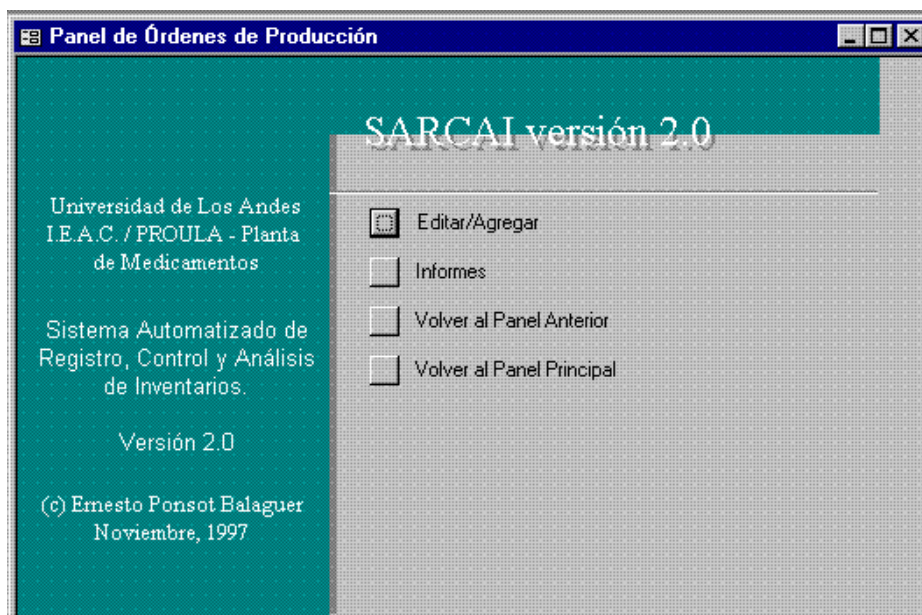 Panel de Órdenes de Producción
SARCAI versión 2.0
Universidad de Los Andes
I.E.A.C. / PROULA - Planta
de Medicamentos
Sistema Automatizado de
Registro, Control y Análisis
de Inventarios.
Versión 2.0
(c) Ernesto Ponsot Balaguer
Noviembre, 1997
Editar/Agregar
Informes
Volver al Panel Anterior
Volver al Panel Principal